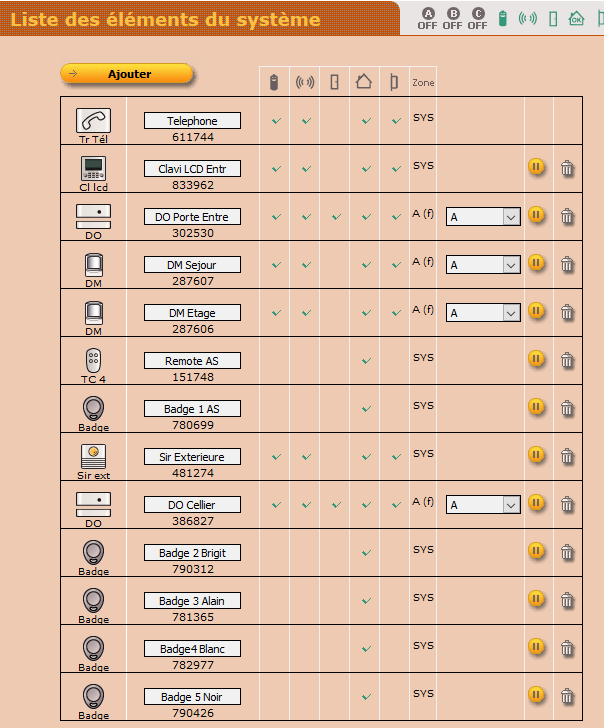 Liste des éléments du système
A B C
OFF OFF OFF
OK
Ajouter
Zone
Telephone SYS
Tr Tél 611744
Clavi LCD Entr SYS
Cl lcd 833962
DO Porte Entre A (f) A
DO 302530
DM Sejour A (f) A
DM 287607
DM Etage A (f) A
DM 287606
Remote AS SYS
TC 4 151748
Badge 1 AS SYS
Badge 780699
Sir Exterieure SYS
Sir ext 481274
DO Cellier A (f) A
DO 386827
Badge 2 Brigit SYS
Badge 790312
Badge 3 Alain SYS
Badge 781365
Badge4 Blanc SYS
Badge 782977
Badge 5 Noir SYS
Badge 790426